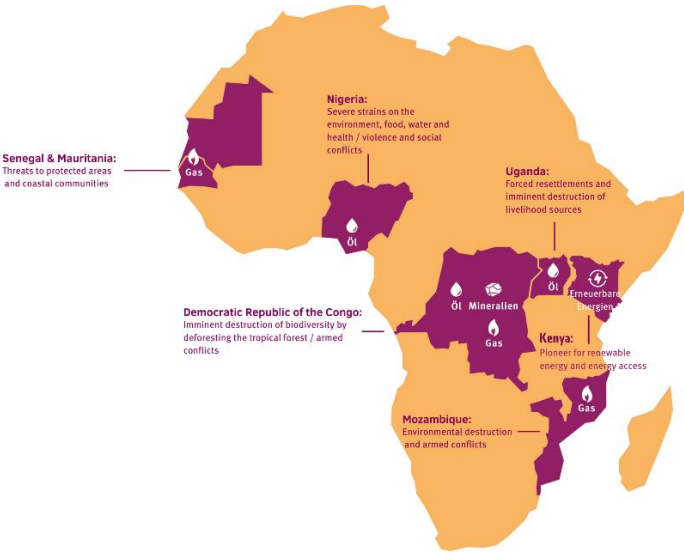 Nigeria:
Severe strains on the
environment, food, water and
health / violence and social
conflicts
Senegal & Mauritania:
Threats to protected areas
and coastal communities
Gas
Uganda:
Forced resettlements and
imminent destruction of
livelihood sources
Öl
Öl
Erneuerbare
Energien
Democratic Republic of the Congo:
Imminent destruction of biodiversity by
deforesting the tropical forest / armed
conflicts
Öl Mineralien
Gas
Kenya:
Pioneer for renewable
energy and energy access
Gas
Mozambique:
Environmental destruction
and armed conflicts